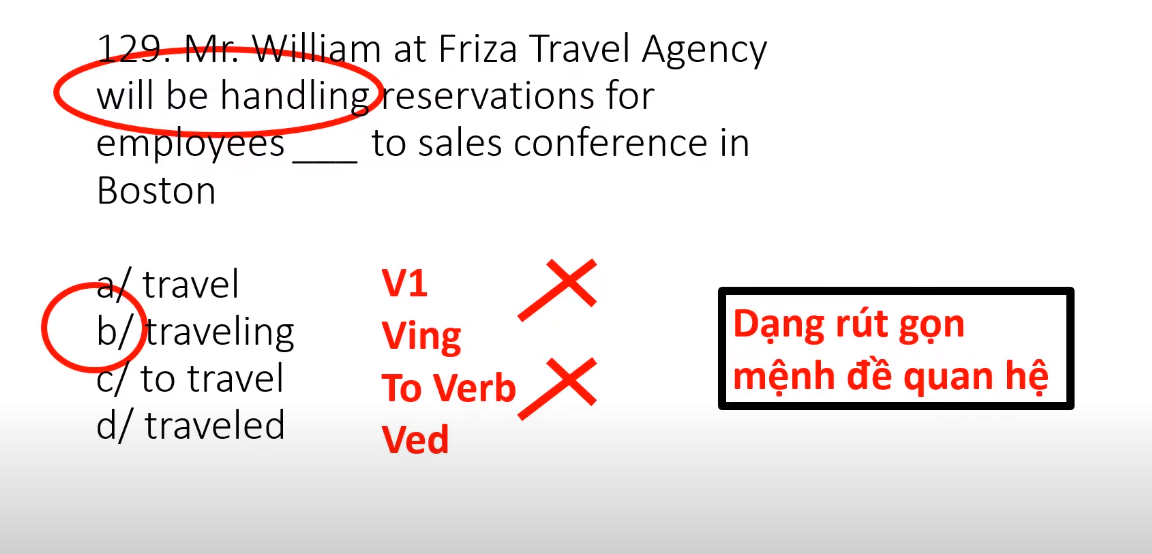 129. Mr. William at Friza Travel Agency
will be handling reservations for
employees ___ to sales conference in
Boston
a/ travel
b/ traveling
c/ to travel
d/ traveled
V1
Ving
To Verb
Ved
Dạng rút gọn
mệnh đề quan hệ